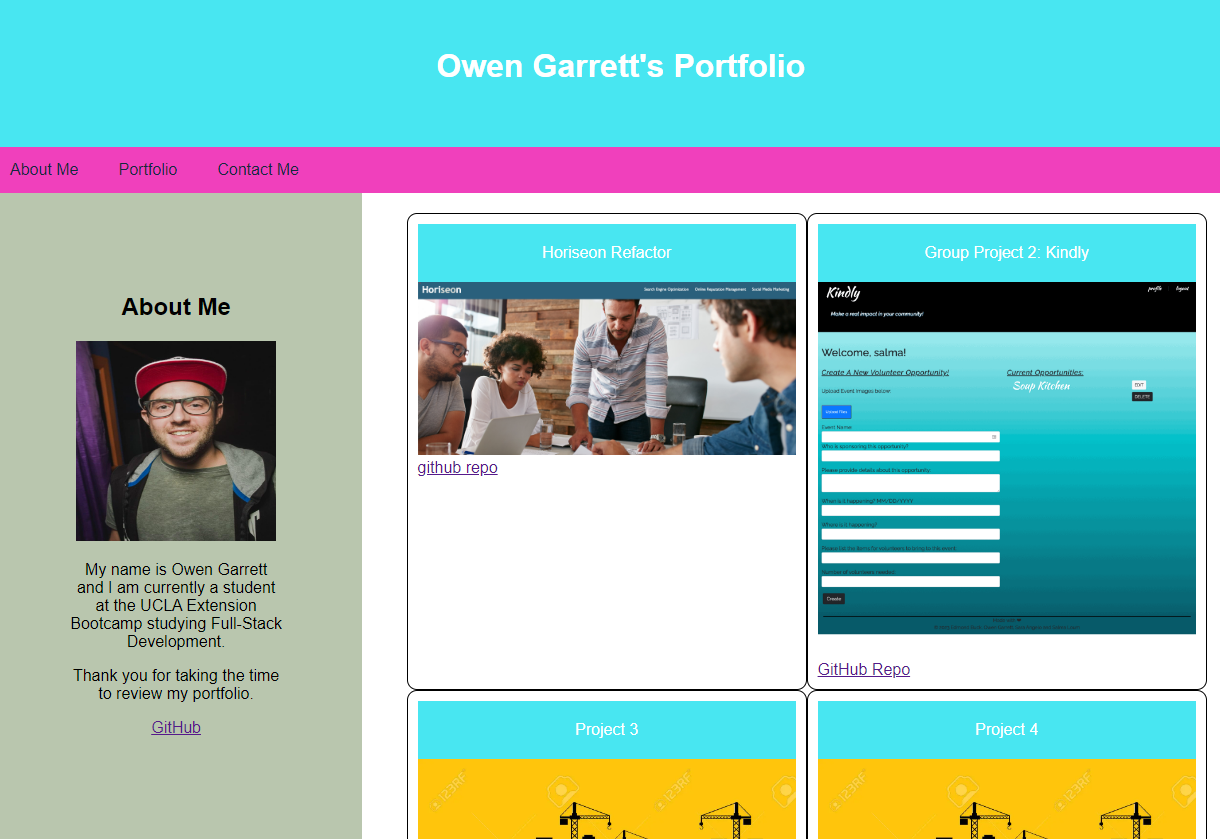 Owen Garrett's Portfolio
About Me
Portfolio
Contact Me
About Me
My name is Owen Garrett
and I am currently a student
at the UCLA Extension
Bootcamp studying Full-Stack
Development.
Thank you for taking the time
to review my portfolio.
GitHub
Horiseon Refactor
Horiseon
Search Engine Optimization
Online Reputation Management
Social Media Marketing
github repo
Group Project 2: Kindly
Kindly
profile
logout
Make a real impact in your community!
Welcome, salma!
Create A New Volunteer Opportunity!
Upload Event Images below:
Upload Files
Event Name:
Who is sponsoring this opportunity?
Please provide details about this opportunity:
When is it happening? MM/DD/YYYY
Where is it happening?
Please list the items for volunteers to bring to this event:
Number of volunteers needed:
Create
Current Opportunities:
Soup Kitchen
EDIT
DELETE
GitHub Repo
Project 3
123RF
123RF
Project 4
123RF
123RF